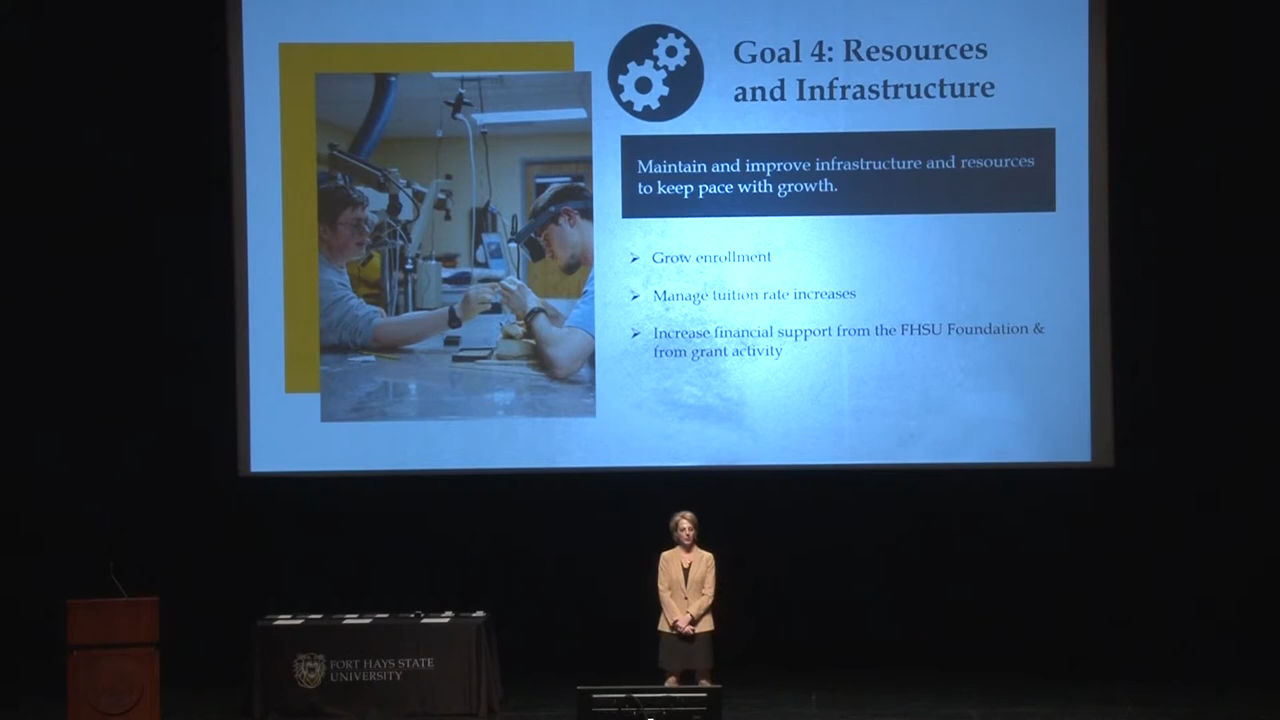 Goal 4: Resources
and Infrastructure
Maintain and improve infrastructure and resources
to keep pace with growth.
Grow enrollment
Manage tuition rate increases
Increase financial support from the FHSU Foundation &
from grant activity
FORT HAYS STATE
UNIVERSITY